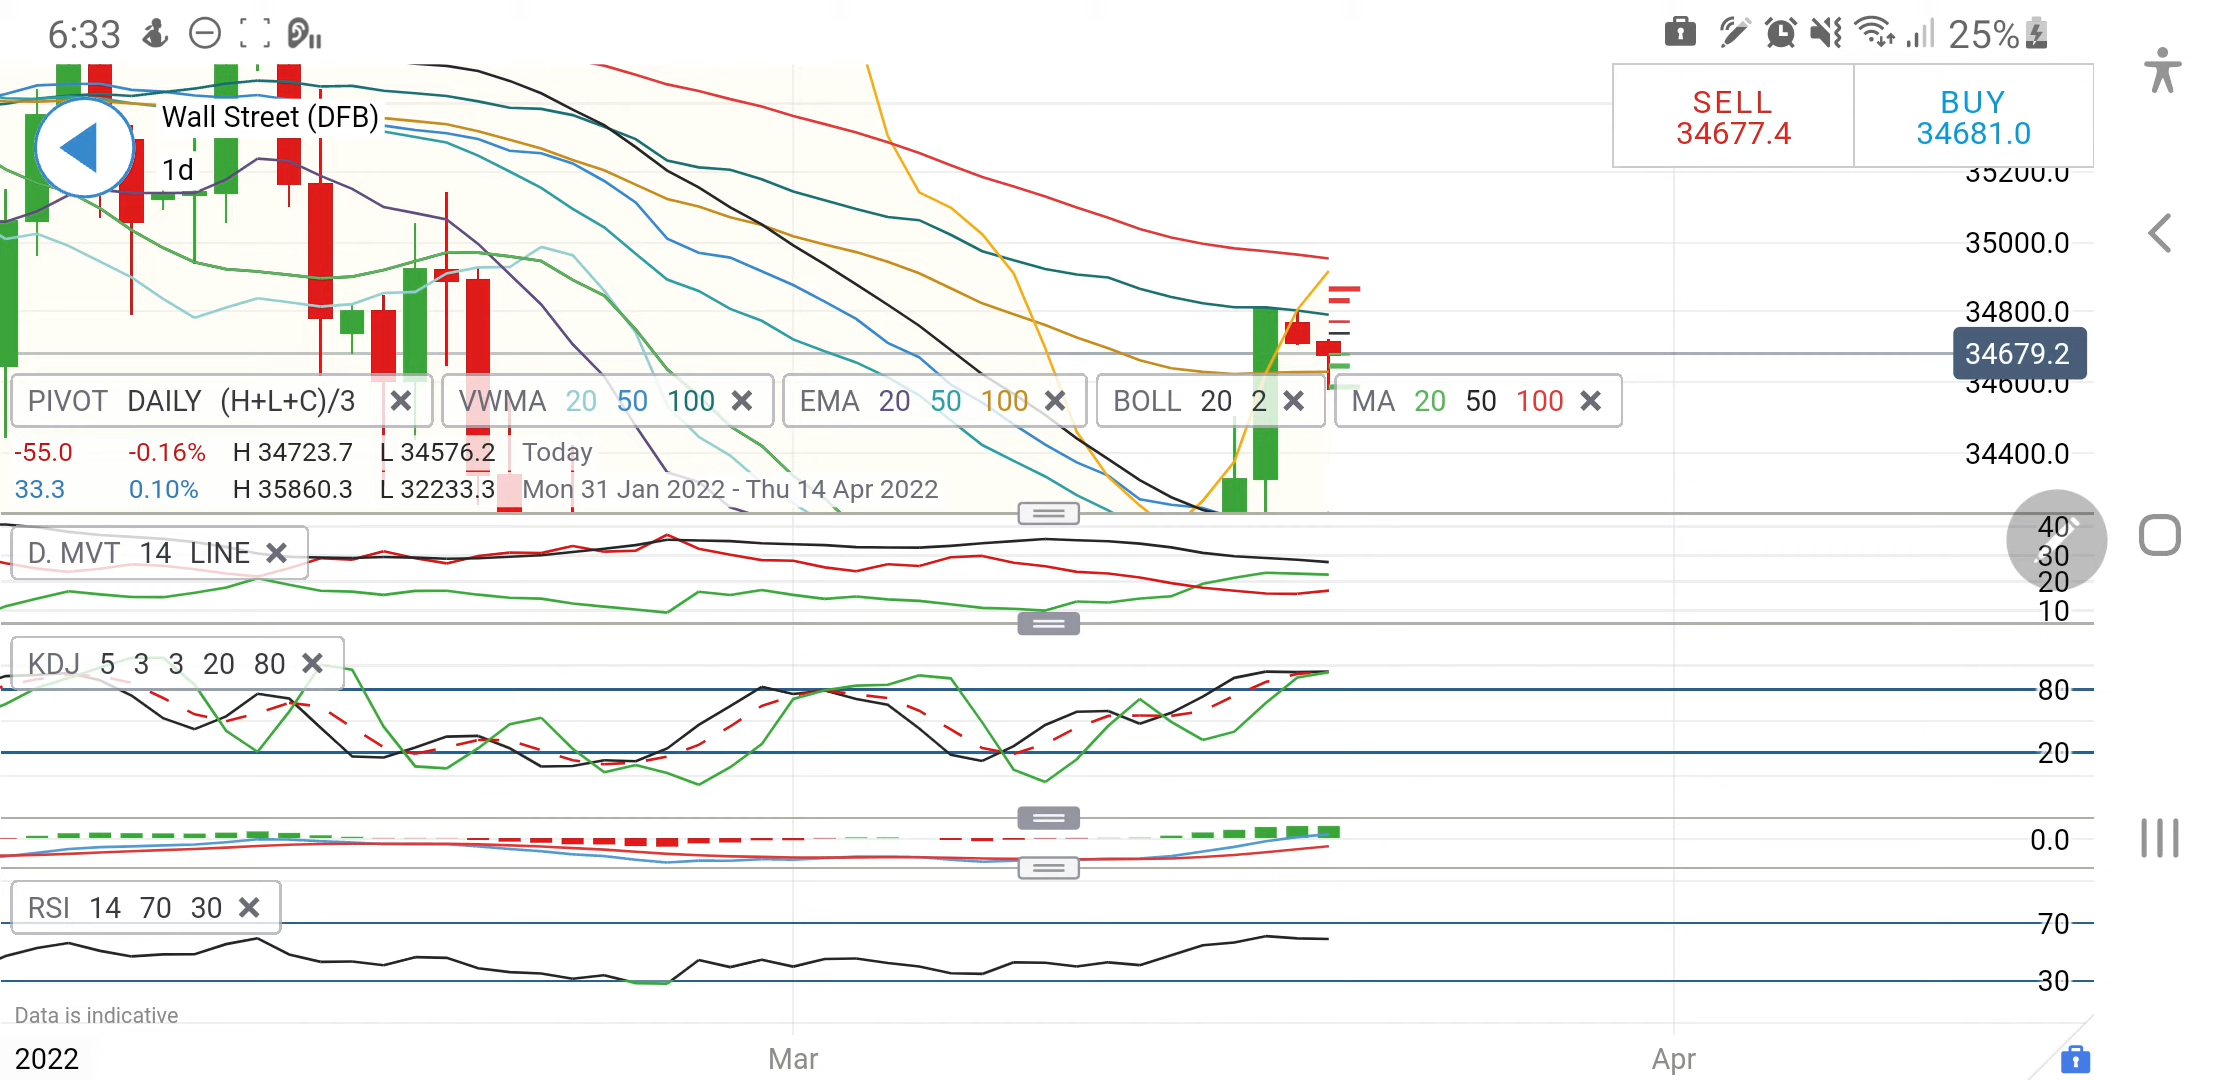 6:33
25%
Wall Street (DFB)
1d
SELL
34677.4
BUY
34681.0
35200.0
35000.0
34800.0
34679.2
34600.0
34400.0
PIVOT DAILY (H+L+C)/3
VWMA 20 50 100
EMA 20 50 100
BOLL 20 2
MA 20 50 100
-55.0 -0.16% H 34723.7 L 34576.2 Today
33.3 0.10% H 35860.3 L 32233.3 Mon 31 Jan 2022 - Thu 14 Apr 2022
D. MVT 14 LINE
40
30
20
10
KDJ 5 3 3 20 80
80
20
0.0
RSI 14 70 30
70
30
Data is indicative
2022 Mar Apr